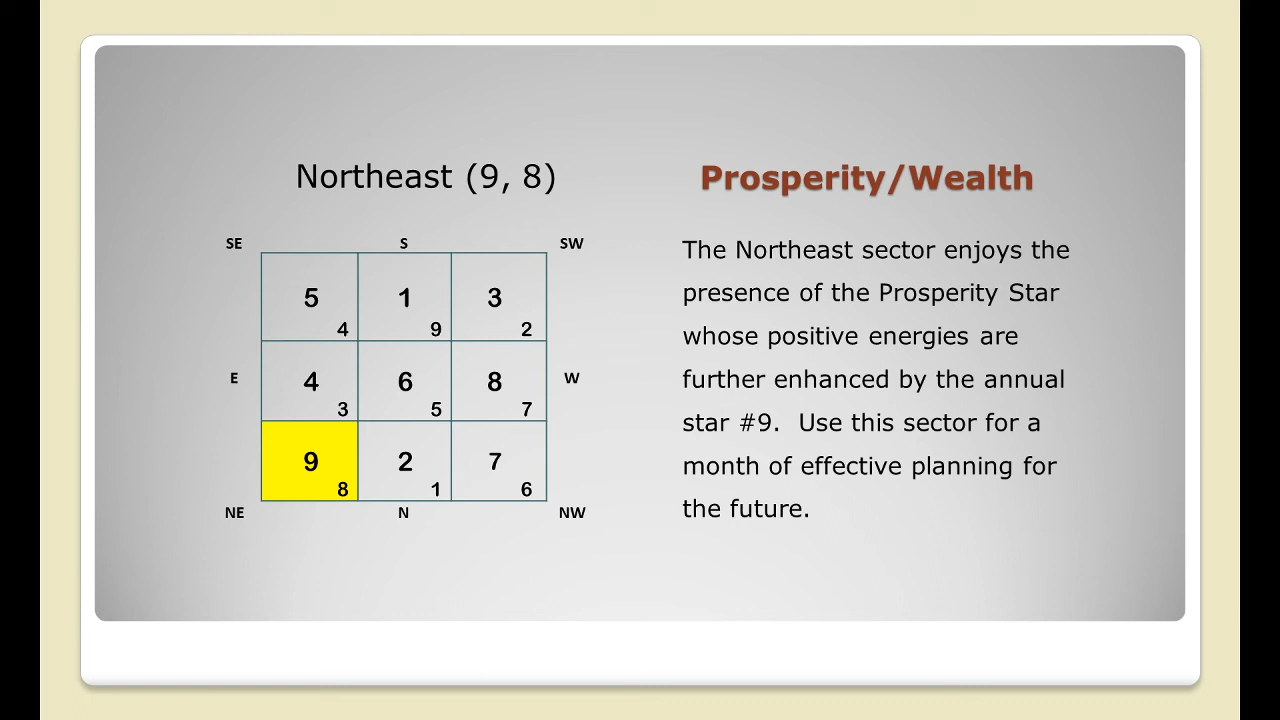 Northeast (9, 8)
SE S SW
5 1 3
4 9 2
E 4 6 8 W
3 5 7
9 2 7
8 1 6
NE N NW
Prosperity/Wealth
The Northeast sector enjoys the
presence of the Prosperity Star
whose positive energies are
further enhanced by the annual
star #9.  Use this sector for a
month of effective planning for
the future.